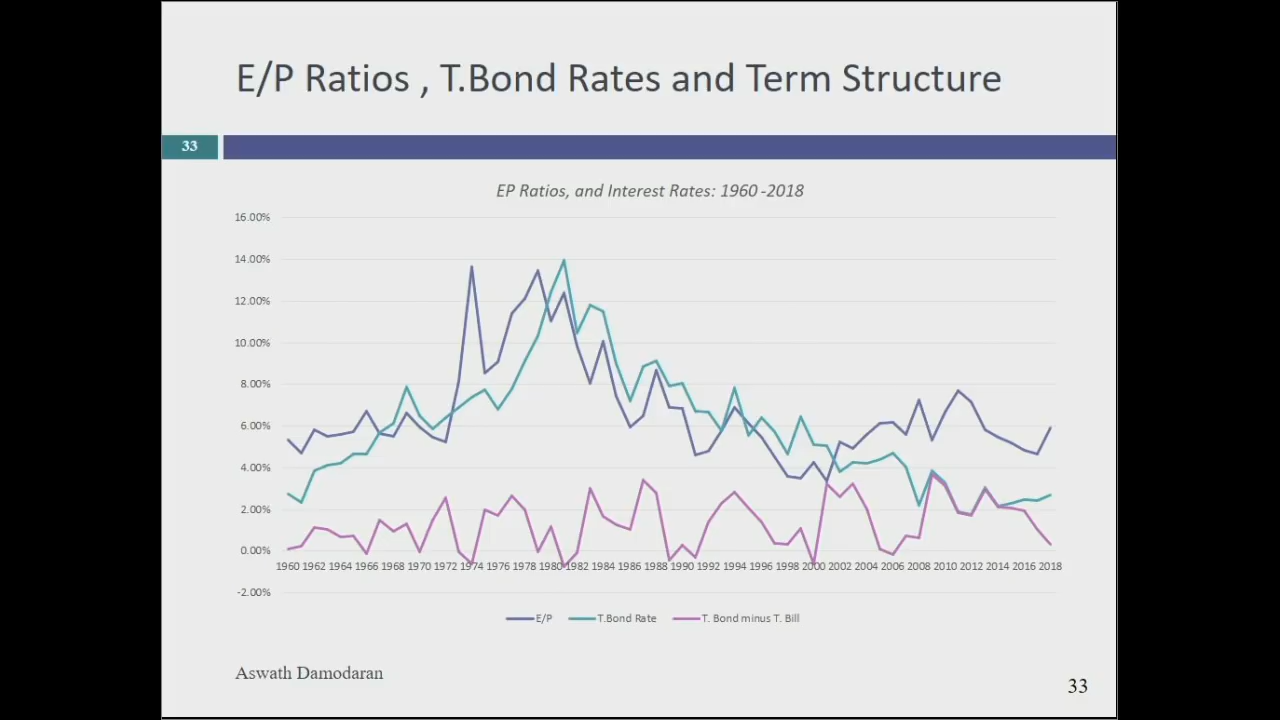 E/P Ratios , T.Bond Rates and Term Structure
33
EP Ratios, and Interest Rates: 1960 -2018
16.00%
14.00%
12.00%
10.00%
8.00%
6.00%
4.00%
2.00%
0.00%
1960 1962 1964 1966 1968 1970 1972 1974 1976 1978 1980 1982 1984 1986 1988 1990 1992 1994 1996 1998 2000 2002 2004 2006 2008 2010 2012 2014 2016 2018
-2.00%
E/P T.Bond Rate T. Bond minus T. Bill
Aswath Damodaran
33